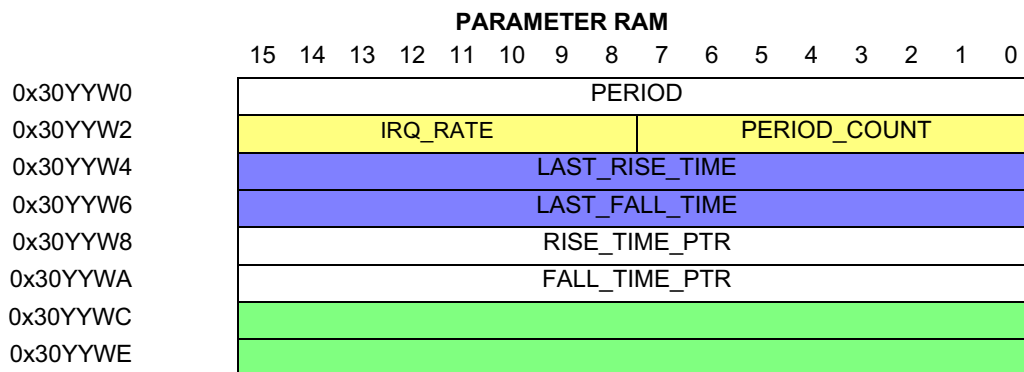 PARAMETER RAM
15 14 13 12 11 10 9 8 7 6 5 4 3 2 1 0
0x30YYW0 PERIOD
0x30YYW2 IRQ_RATE PERIOD_COUNT
0x30YYW4 LAST_RISE_TIME
0x30YYW6 LAST_FALL_TIME
0x30YYW8 RISE_TIME_PTR
0x30YYWA FALL_TIME_PTR
0x30YYWC
0x30YYWE